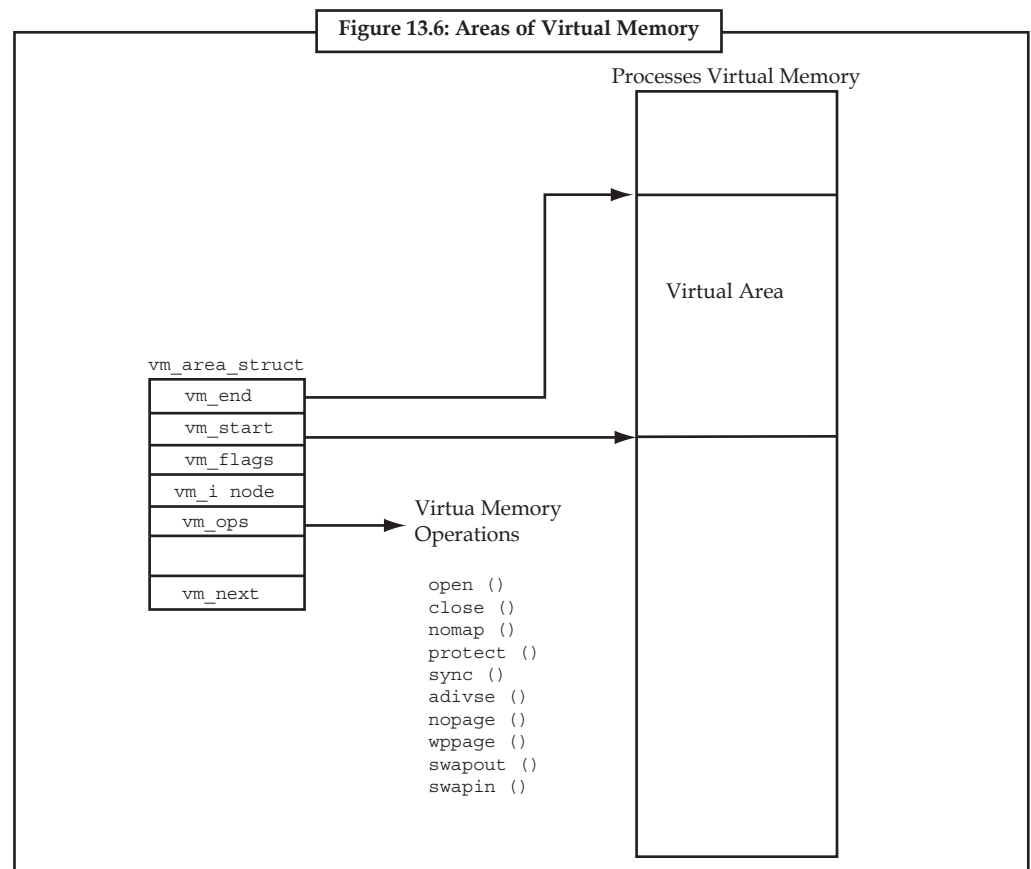 Figure 13.6: Areas of Virtual Memory
Processes Virtual Memory
Virtual Area
vm_area_struct
vm_end
vm_start
vm_flags
vm_i node
vm_ops
vm_next
Virtua Memory
Operations
open ()
close ()
nomap ()
protect ()
sync ()
adivse ()
nopage ()
wppage ()
swapout ()
swapin ()